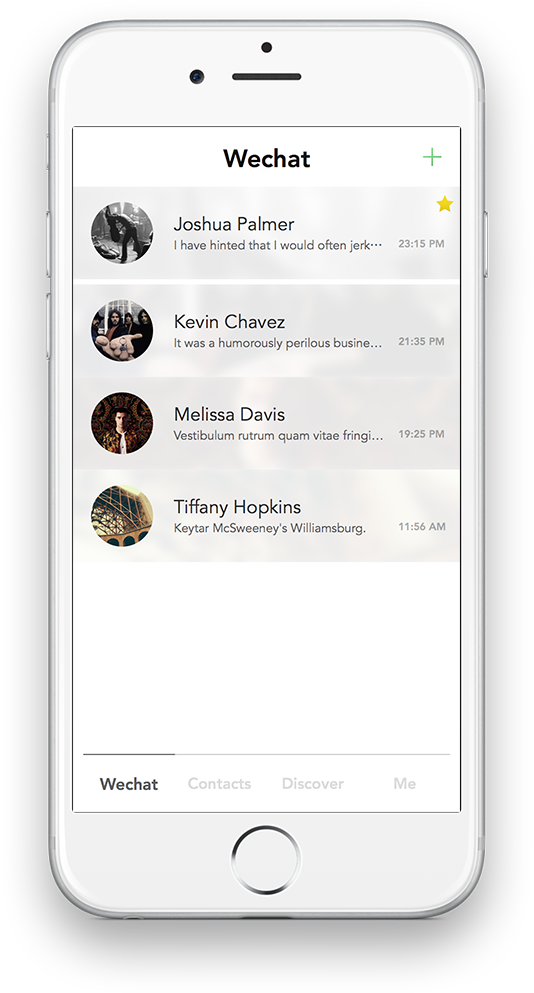 Wechat
Joshua Palmer
I have hinted that I would often jerk⋯
23:15 PM
Kevin Chavez
It was a humorously perilous busine…
21:35 PM
Melissa Davis
Vestibulum rutrum quam vitae fringi…
19:25 PM
Tiffany Hopkins
Keytar McSweeney's Williamsburg.
11:56 AM
Wechat Contacts Discover Me